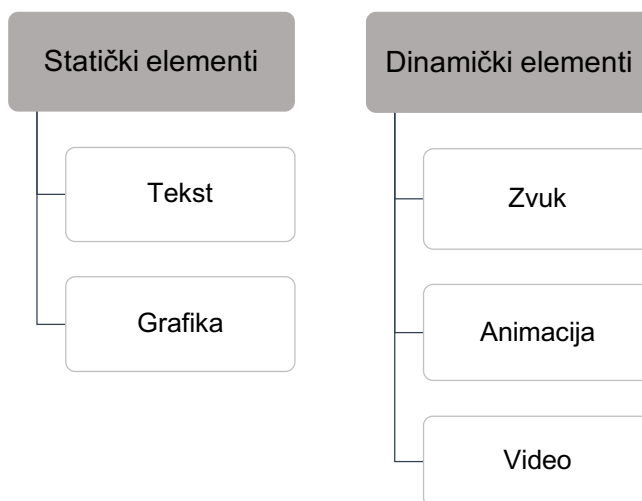 Statički elementi
Tekst
Grafika
Dinamički elementi
Zvuk
Animacija
Video